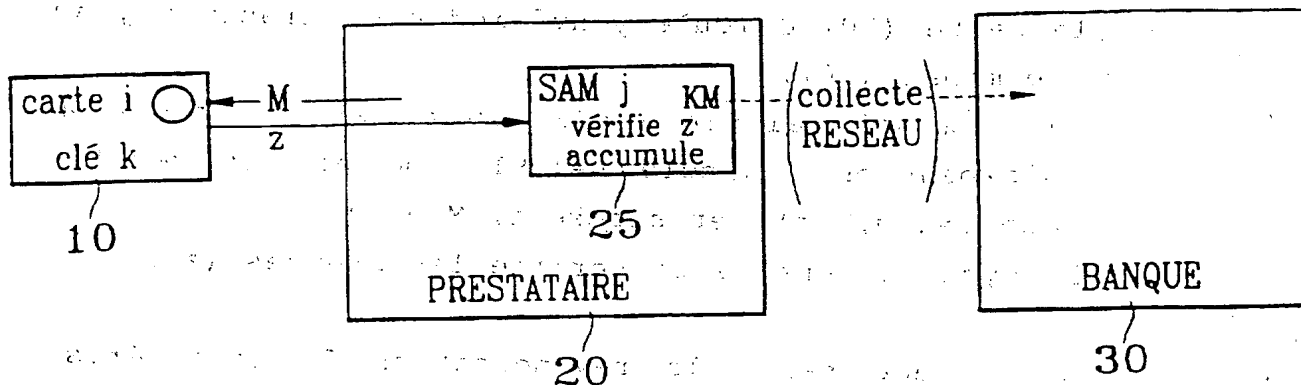 carte i
clé k
10
M
z
SAM j KM
vérifie z
accumule
25
PRESTATAIRE
20
(collecte
RESEAU)
BANQUE
30